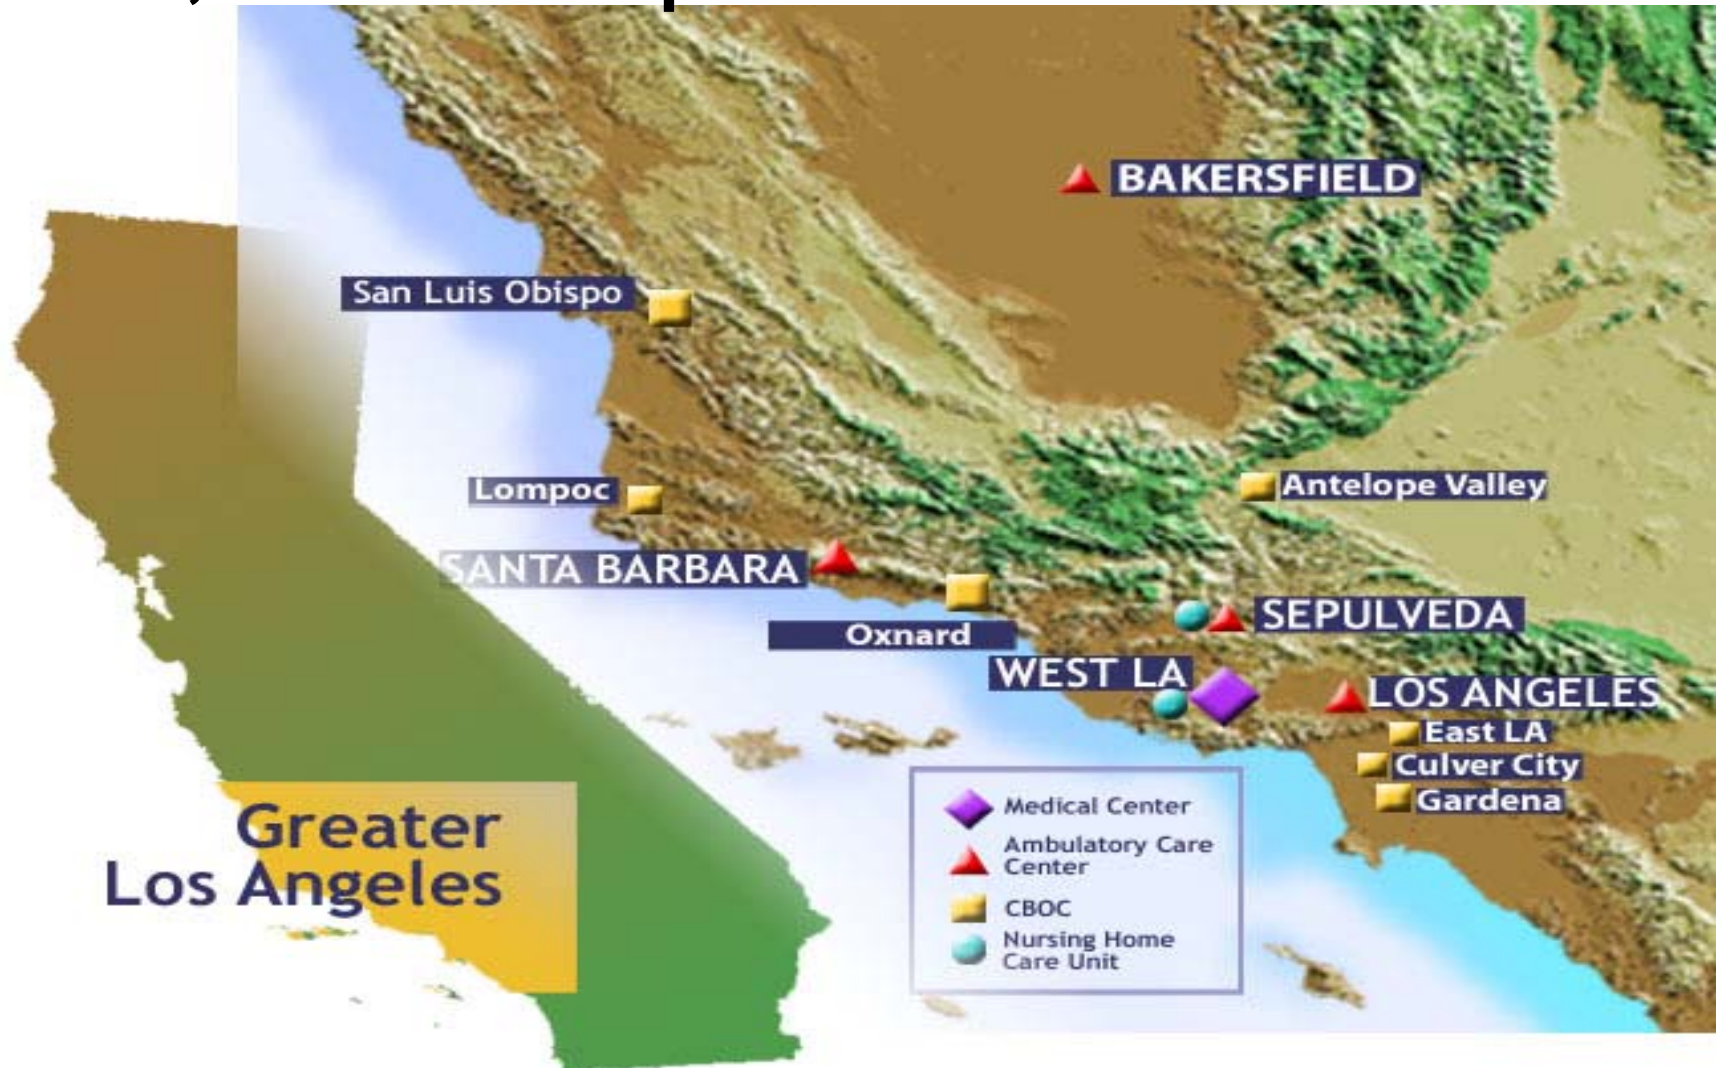 BAKERSFIELD
San Luis Obispo
Lompoc
Antelope Valley
SANTA BARBARA
Oxnard
SEPULVEDA
WEST LA
LOS ANGELES
East LA
Culver City
Gardena
Greater
Los Angeles
Medical Center
Ambulatory Care
Center
CBOC
Nursing Home
Care Unit